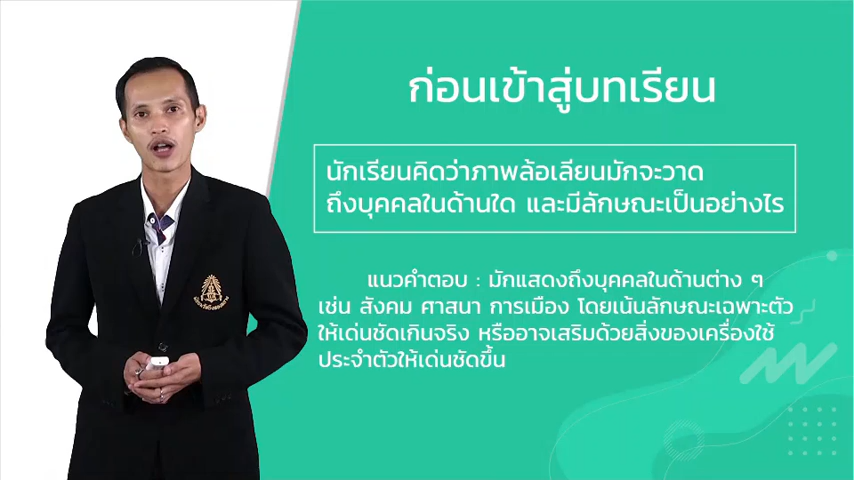 ก่อนเข้าสู่บทเรียน
นักเรียนคิดว่าภาพล้อเลียนมักจะวาด
ถึงบุคคลในด้านใด และมีลักษณะเป็นอย่างไร
แนวคำตอบ : มักแสดงถึงบุคคลในด้านต่าง ๆ
เช่น สังคม ศาสนา การเมือง โดยเน้นลักษณะเฉพาะตัว
ให้เด่นชัดเกินจริง หรืออาจเสริมด้วยสิ่งของเครื่องใช้
ประจำตัวให้เด่นชัดขึ้น